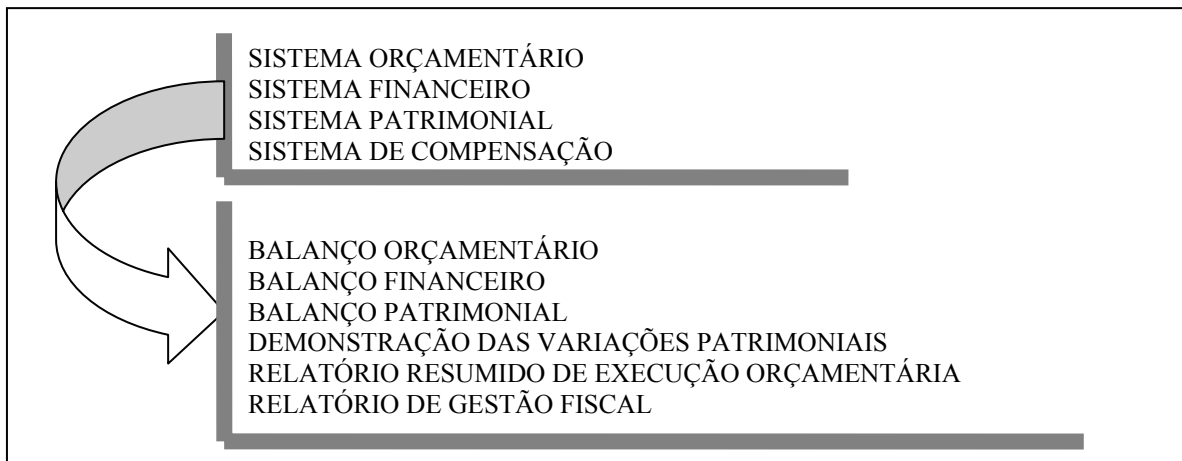 SISTEMA ORÇAMENTÁRIO
SISTEMA FINANCEIRO
SISTEMA PATRIMONIAL
SISTEMA DE COMPENSAÇÃO
BALANÇO ORÇAMENTÁRIO
BALANÇO FINANCEIRO
BALANÇO PATRIMONIAL
DEMONSTRAÇÃO DAS VARIAÇÕES PATRIMONIAIS
RELATÓRIO RESUMIDO DE EXECUÇÃO ORÇAMENTÁRIA
RELATÓRIO DE GESTÃO FISCAL